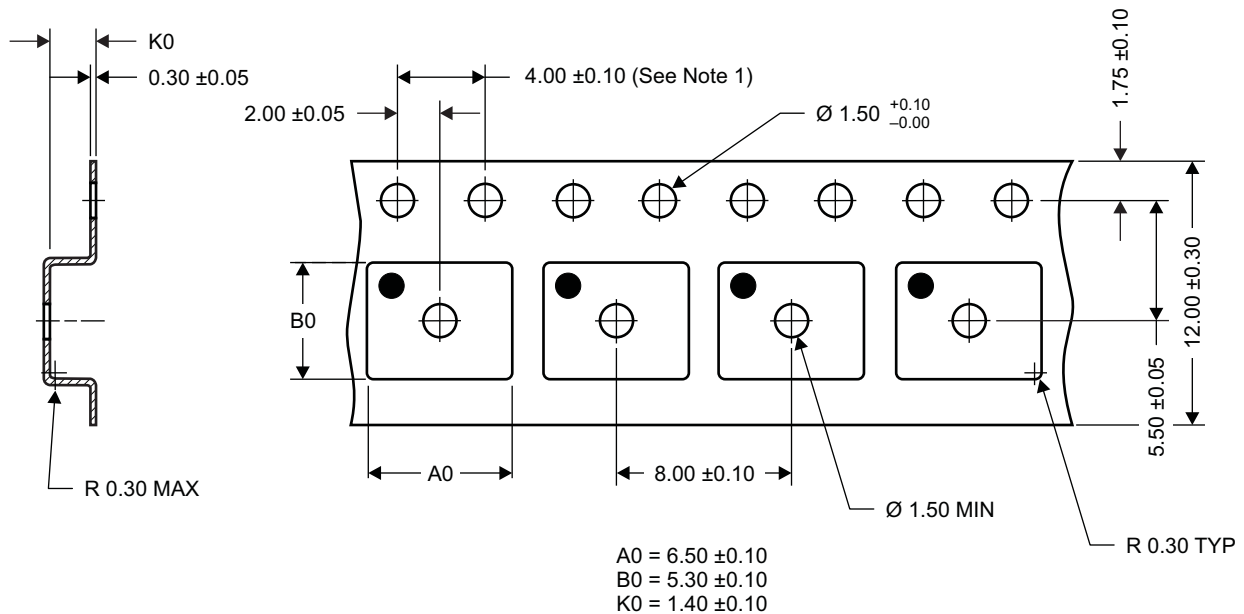 K0
0.30 ±0.05
2.00 ±0.05
4.00 ±0.10 (See Note 1)
Ø 1.50 +0.10
–0.00
1.75 ±0.10
B0
12.00 ±0.30
5.50 ±0.05
A0
8.00 ±0.10
R 0.30 MAX
Ø 1.50 MIN
R 0.30 TYP
A0 = 6.50 ±0.10
B0 = 5.30 ±0.10
K0 = 1.40 ±0.10